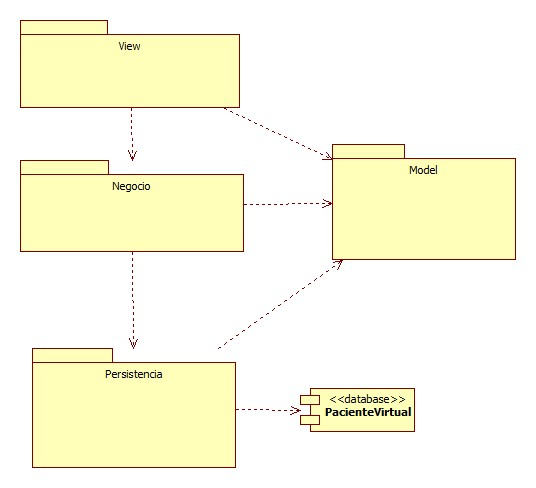 View
Negocio
Model
Persistencia
<<database>>
PacienteVirtual